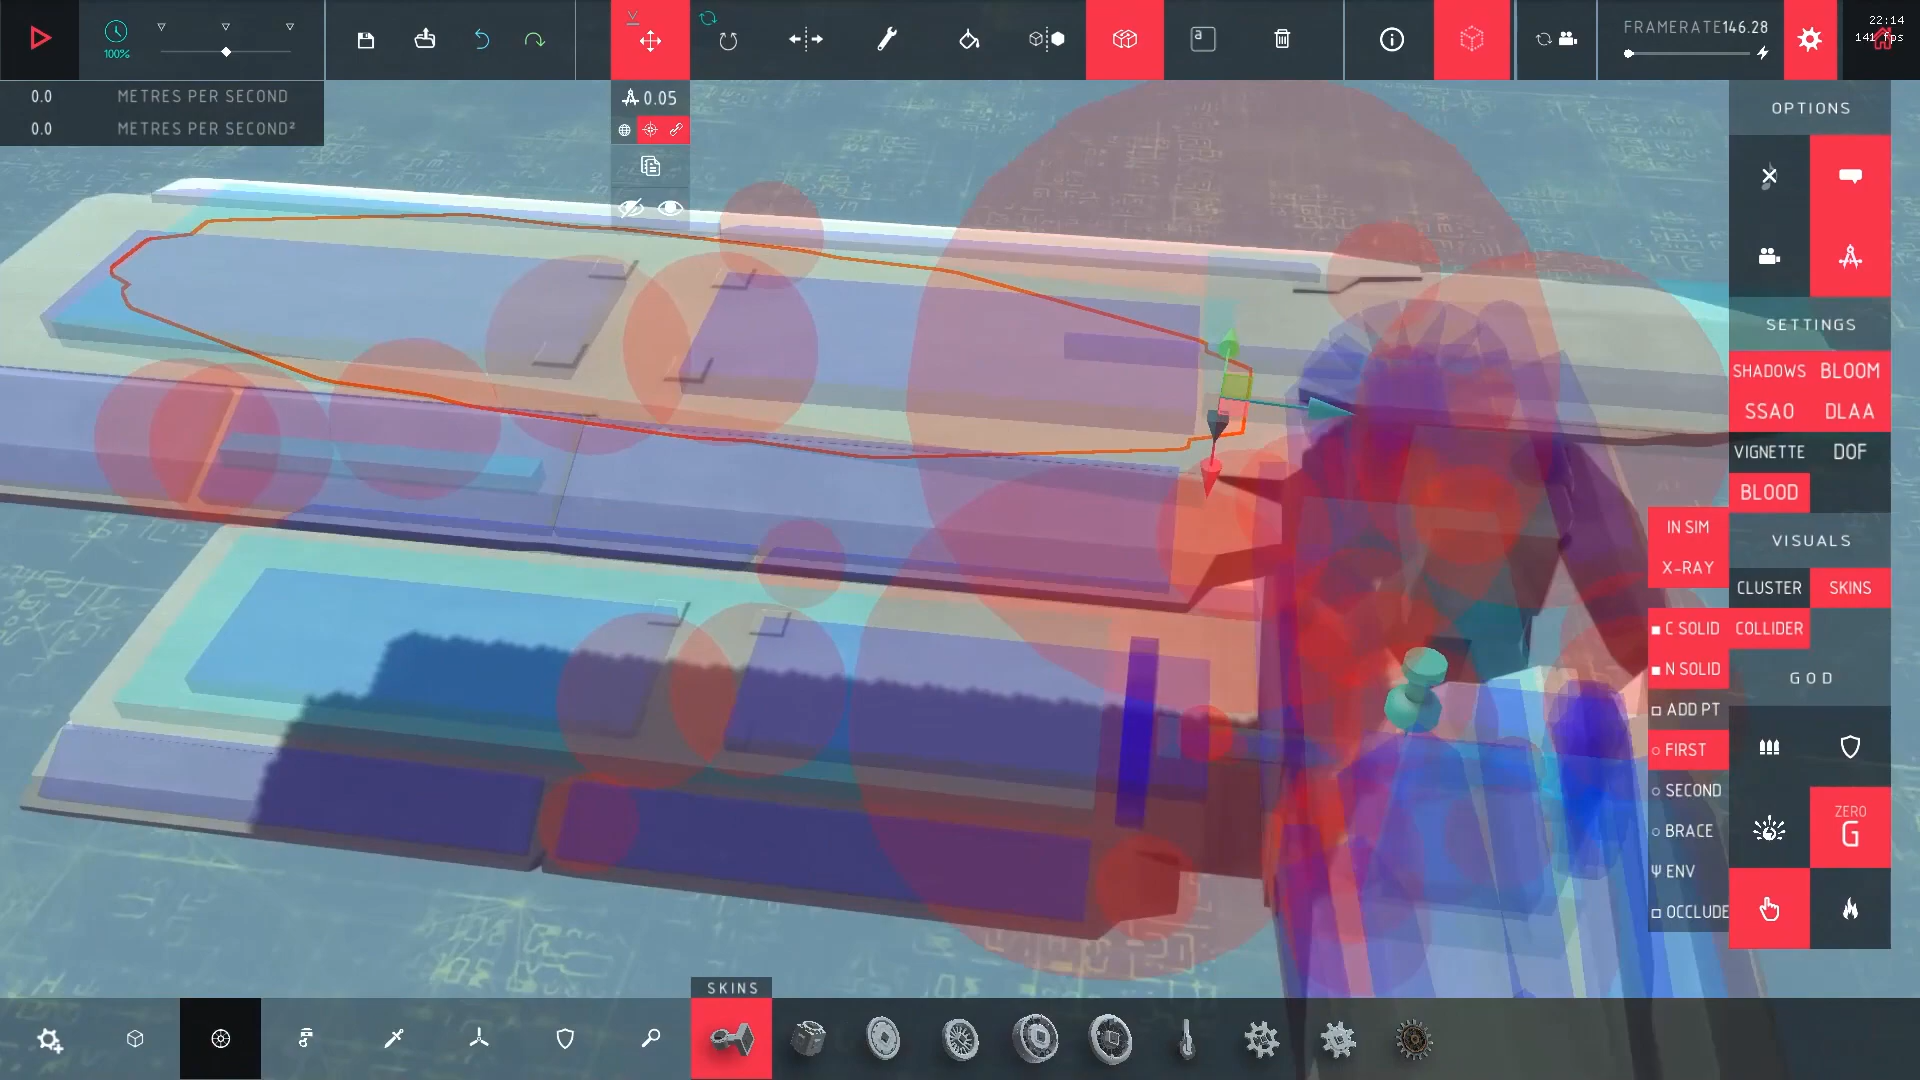 100%
FRAMERATE 146.28
22:14
141 fps
0.0 METRES PER SECOND
0.0 METRES PER SECOND²
0.05
a
OPTIONS
SETTINGS
SHADOWS BLOOM
SSAO DLAA
VIGNETTE DOF
BLOOD
IN SIM
VISUALS
X-RAY
CLUSTER SKINS
C SOLID COLLIDER
N SOLID
GOD
ADD PT
FIRST
SECOND
ZERO
G
BRACE
ENV
OCCLUDE
SKINS